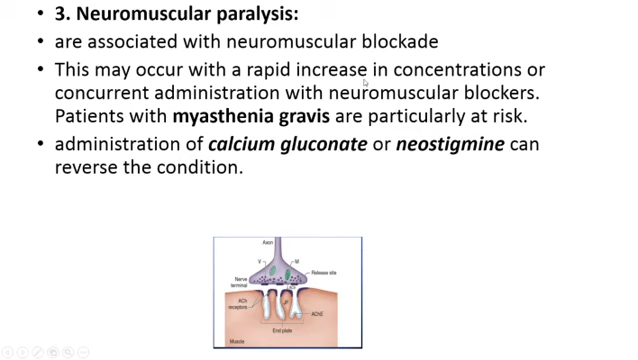 • 3. Neuromuscular paralysis:
• are associated with neuromuscular blockade
• This may occur with a rapid increase in concentrations or
concurrent administration with neuromuscular blockers.
Patients with myasthenia gravis are particularly at risk.
• administration of calcium gluconate or neostigmine can
reverse the condition.
Axon
V
M
Nerve
terminal
Release site
ACh
ACh
receptors
JF
AChE
End plate
Muscle